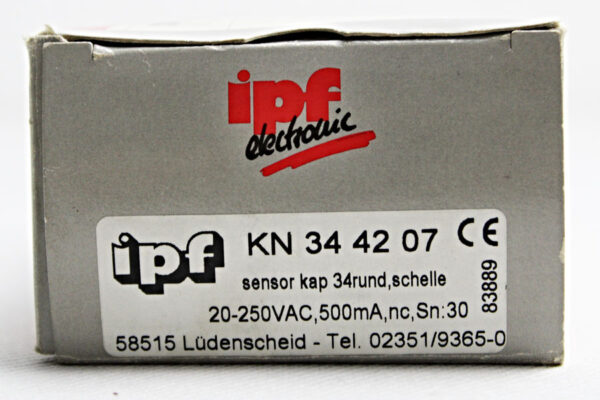 ipf
electronic
ipf KN 34 42 07 CE
sensor kap 34rund,schelle
20-250VAC,500mA,nc,Sn:30
58515 Lüdenscheid - Tel. 02351/9365-0
83889